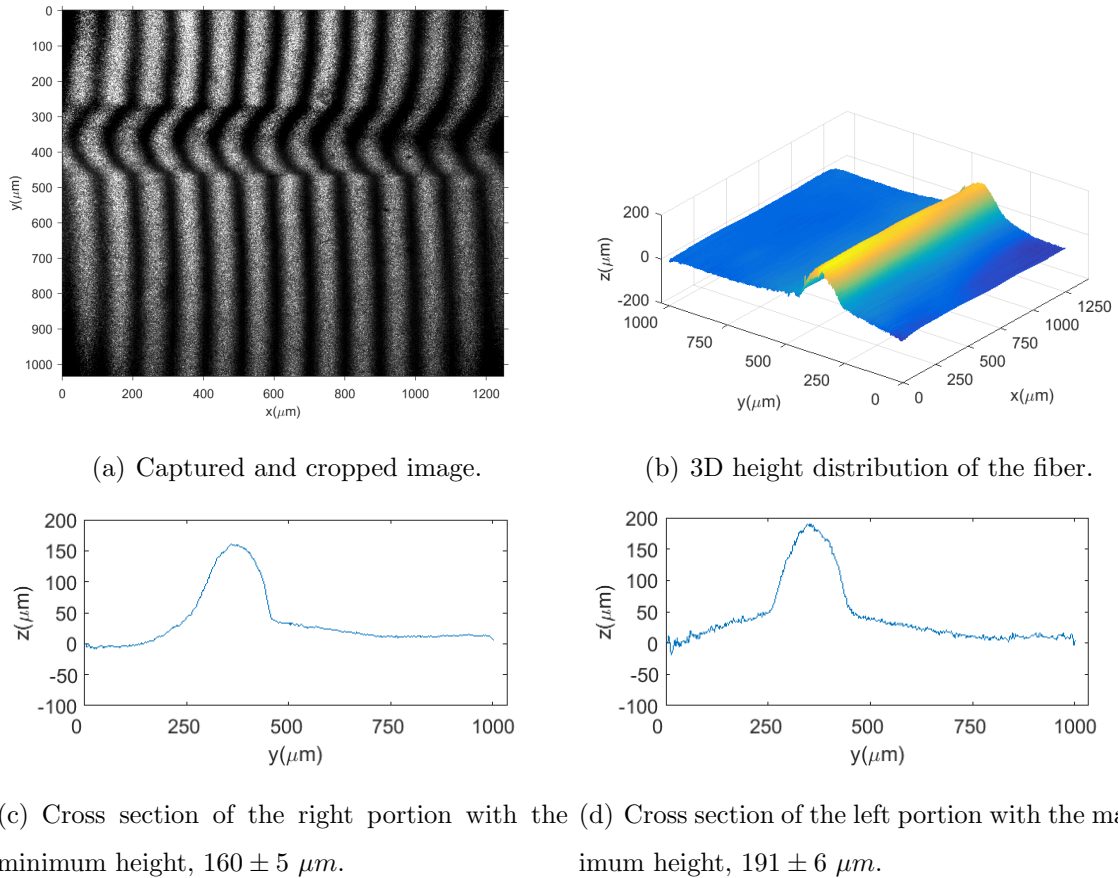 0
100
200
300
400
500
600
700
800
900
1000
y(μm)
0 200 400 600 800 1000 1200
x(μm)
200
0
-200
z(μm)
1000
750
500
250
0
y(μm)
0
250
500
750
1000
1250
x(μm)
(a) Captured and cropped image.
(b) 3D height distribution of the fiber.
200
150
100
50
0
-50
-100
z(μm)
0 250 500 750 1000
y(μm)
200
150
100
50
0
-50
-100
z(μm)
0 250 500 750 1000
y(μm)
(c) Cross section of the right portion with the
minimum height, 160 ± 5 μm.
(d) Cross section of the left portion with the ma
imum height, 191 ± 6 μm.